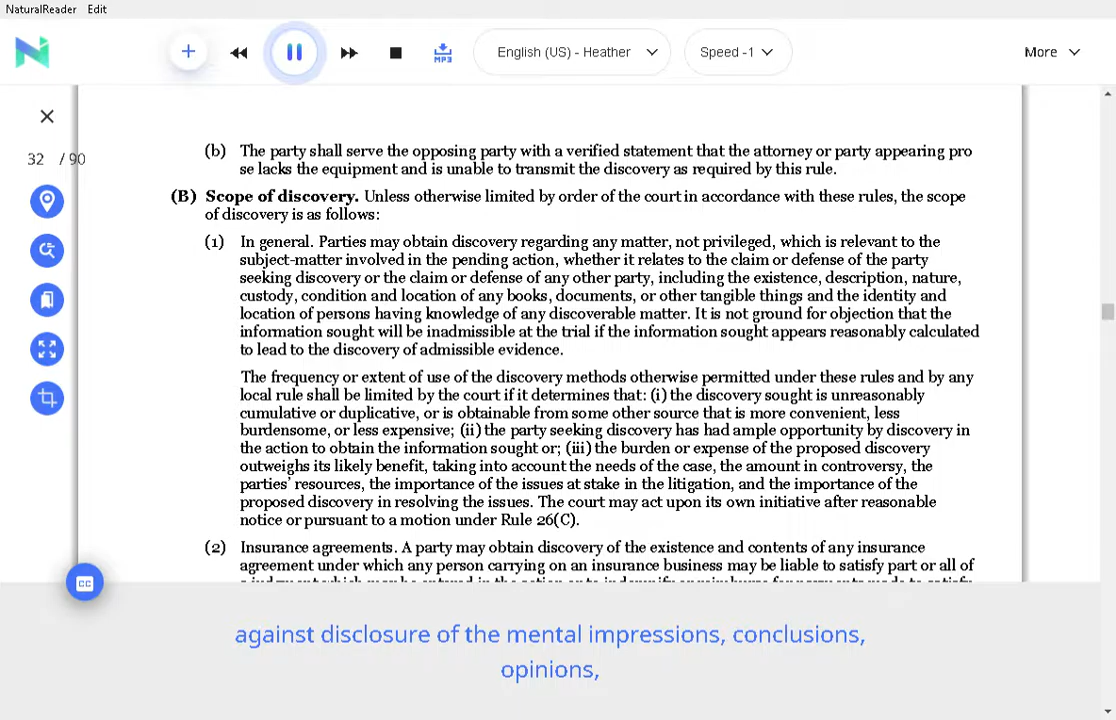 NaturalReader Edit
MP3
English (US) - Heather
Speed -1
More
32 / 90
(b) The party shall serve the opposing party with a verified statement that the attorney or party appearing pro
se lacks the equipment and is unable to transmit the discovery as required by this rule.
(B) Scope of discovery. Unless otherwise limited by order of the court in accordance with these rules, the scope
of discovery is as follows:
(1) In general. Parties may obtain discovery regarding any matter, not privileged, which is relevant to the
subject-matter involved in the pending action, whether it relates to the claim or defense of the party
seeking discovery or the claim or defense of any other party, including the existence, description, nature,
custody, condition and location of any books, documents, or other tangible things and the identity and
location of persons having knowledge of any discoverable matter. It is not ground for objection that the
information sought will be inadmissible at the trial if the information sought appears reasonably calculated
to lead to the discovery of admissible evidence.
The frequency or extent of use of the discovery methods otherwise permitted under these rules and by any
local rule shall be limited by the court if it determines that: (i) the discovery sought is unreasonably
cumulative or duplicative, or is obtainable from some other source that is more convenient, less
burdensome, or less expensive; (ii) the party seeking discovery has had ample opportunity by discovery in
the action to obtain the information sought or; (iii) the burden or expense of the proposed discovery
outweighs its likely benefit, taking into account the needs of the case, the amount in controversy, the
parties' resources, the importance of the issues at stake in the litigation, and the importance of the
proposed discovery in resolving the issues. The court may act upon its own initiative after reasonable
notice or pursuant to a motion under Rule 26(C).
(2) Insurance agreements. A party may obtain discovery of the existence and contents of any insurance
agreement under which any person carrying on an insurance business may be liable to satisfy part or all of
CC
against disclosure of the mental impressions, conclusions,
opinions,